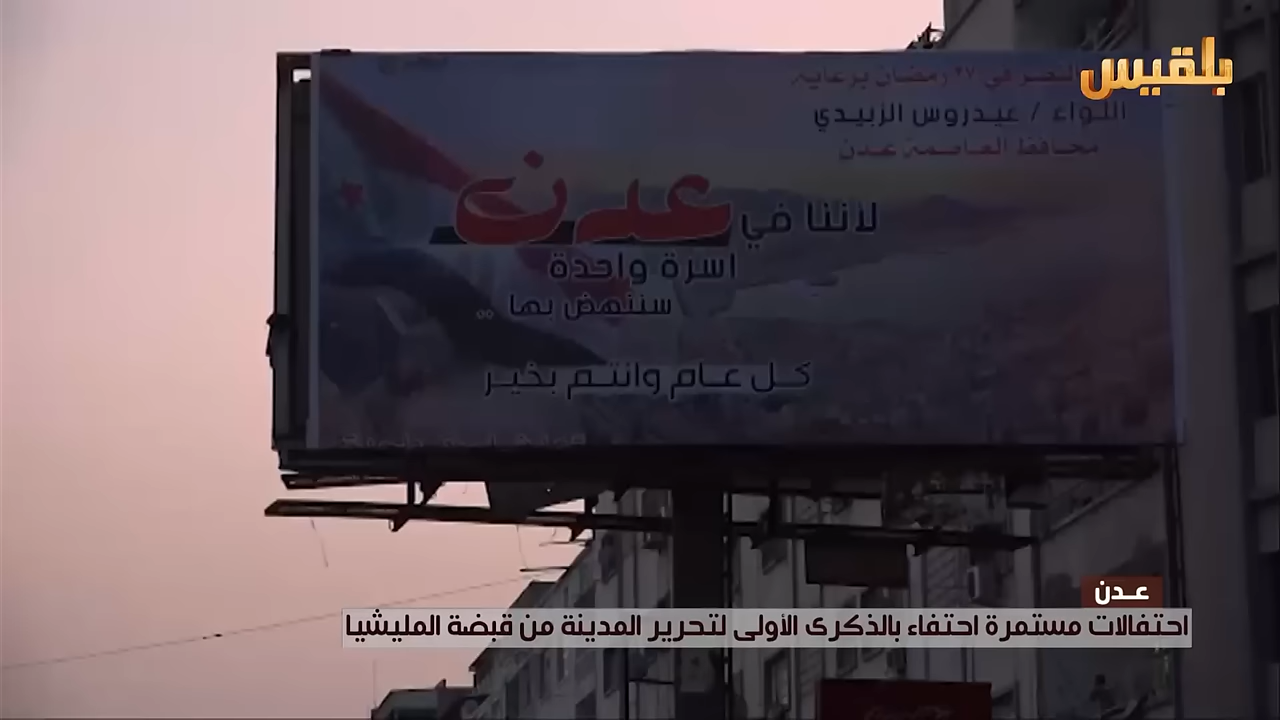 بلقيس
النصر في ٢٧ رمضان برعاية
اللواء / عيدروس الزبيدي
محافظ العاصمة عدن
لاننا في عدن
اسرة واحدة
سننهض بها ..
كل عام وانتم بخير
عدن
احتفالات مستمرة احتفاء بالذكرى الأولى لتحرير المدينة من قبضة المليشيا